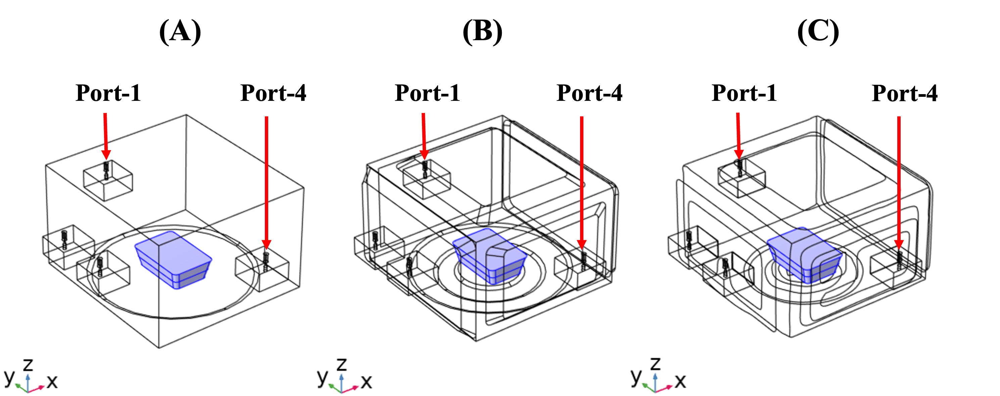 (A) (B) (C)
Port-1 Port-4 Port-1 Port-4 Port-1 Port-4
z z z
y x y x y x